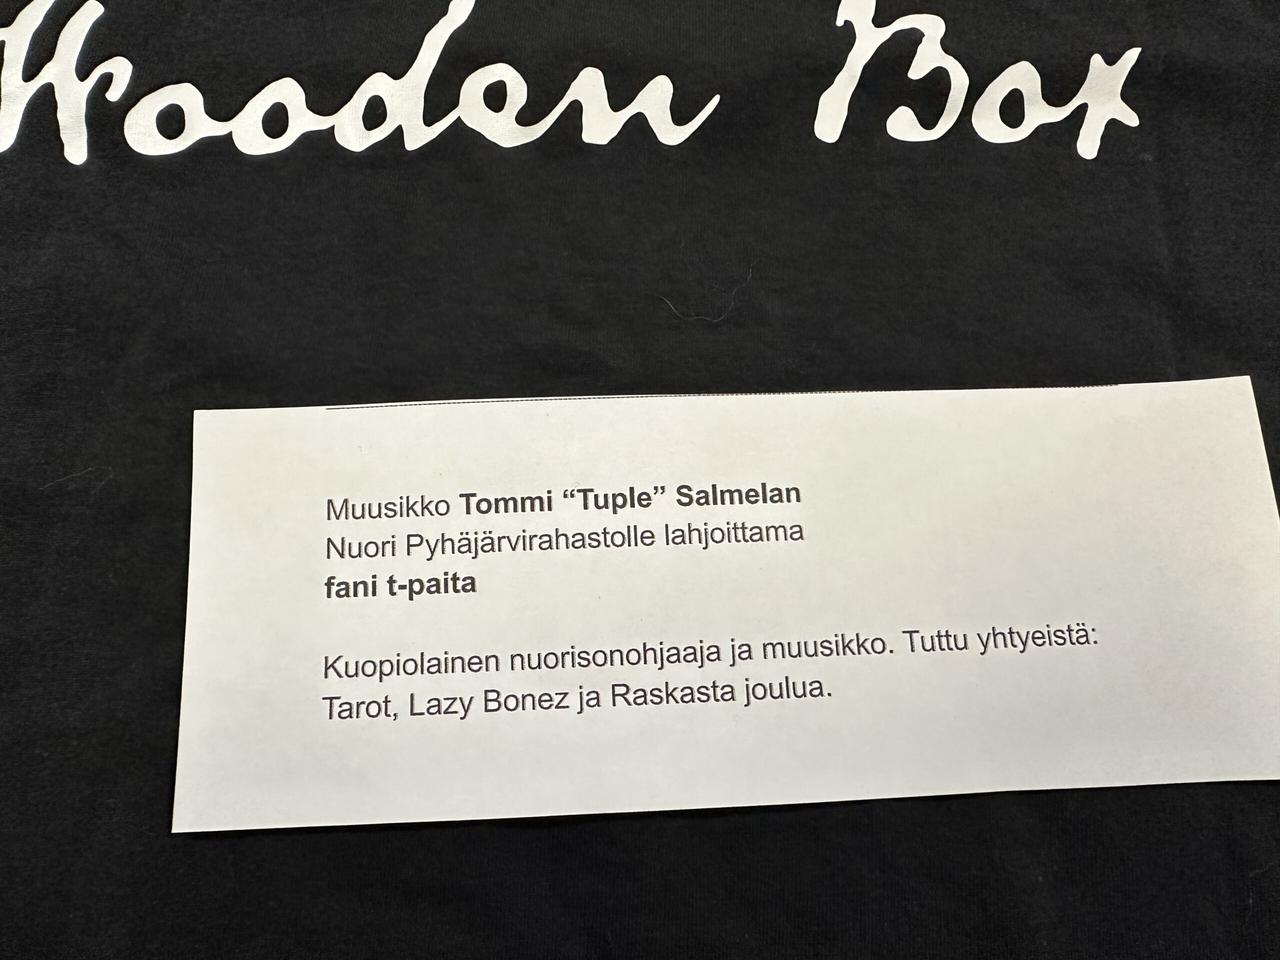 Wooden Box
Muusikko Tommi “Tuple” Salmelan
Nuori Pyhäjärvirahastolle lahjoittama
fani t-paita
Kuopiolainen nuorisonohjaaja ja muusikko. Tuttu yhtyeistä:
Tarot, Lazy Bonez ja Raskasta joulua.